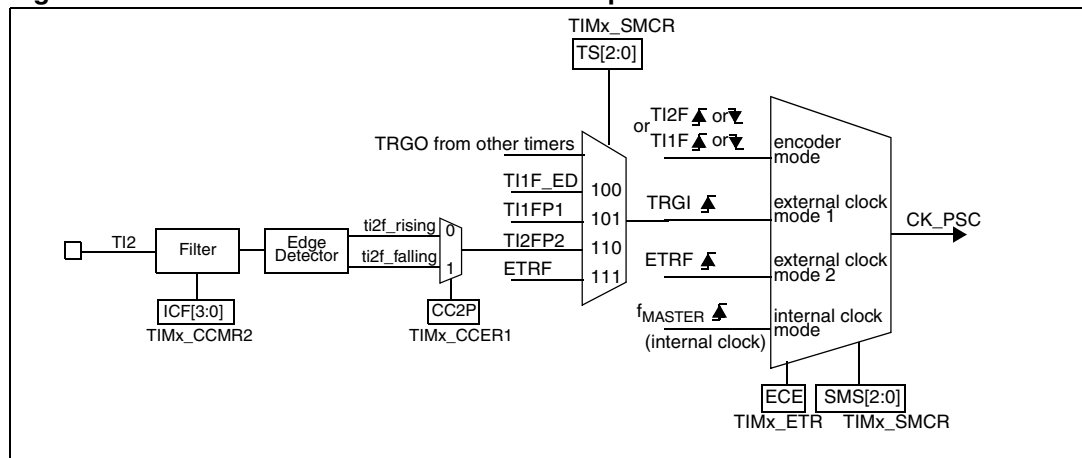 TIMx_SMCR
TS[2:0]
TRGO from other timers
TI1F_ED
100
TI1FP1
101
TI2FP2
110
ETRF
111
TI2
Filter
ICF[3:0]
TIMx_CCMR2
Edge
Detector
ti2f_rising
ti2f_falling
0
1
CC2P
TIMx_CCER1
or TI2F or
TI1F or
encoder
mode
TRGI
external clock
mode 1
ETRF
external clock
mode 2
fMASTER
(internal clock)
internal clock
mode
CK_PSC
ECE
TIMx_ETR
SMS[2:0]
TIMx_SMCR